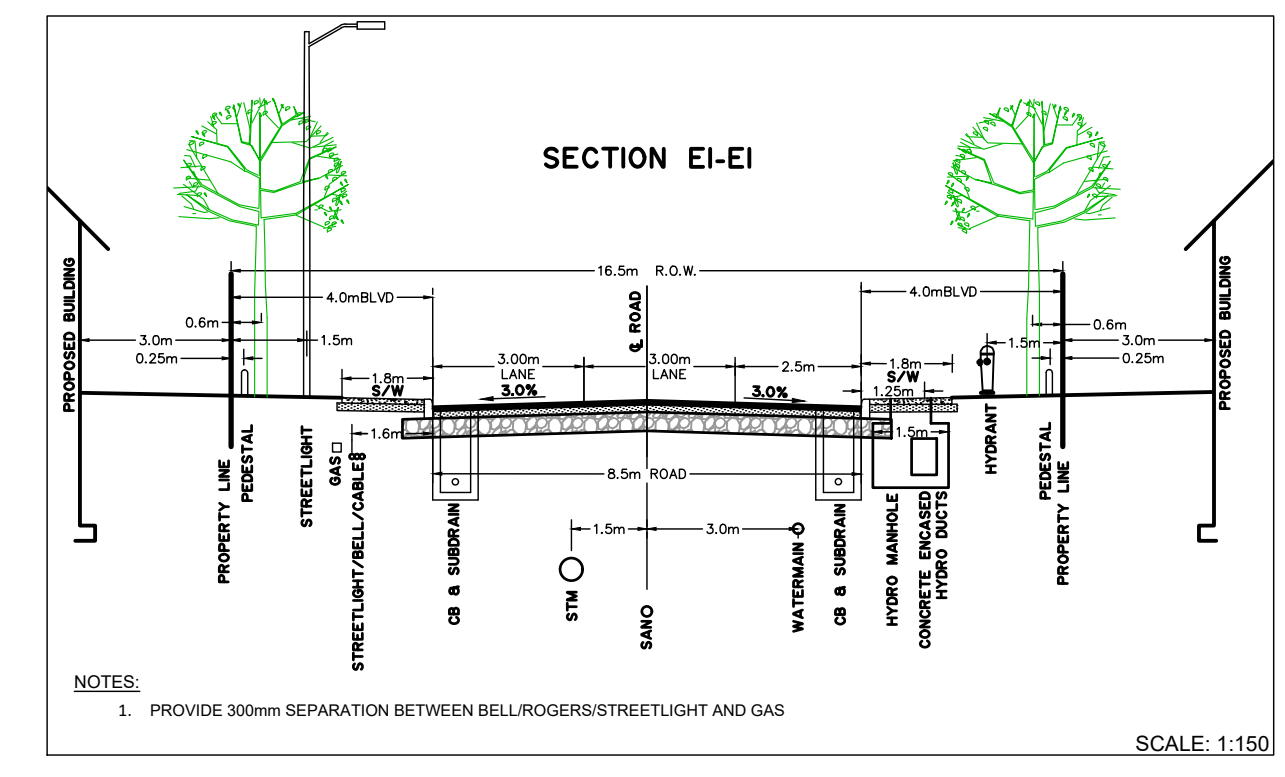 SECTION E1-E1
16.5m R.O.W.
4.0mBLVD
4.0mBLVD
℄ ROAD
0.6m
0.6m
3.0m
1.5m
1.5m
3.0m
0.25m
0.25m
3.00m
LANE
3.00m
LANE
2.5m
1.8m
S/W
1.8m
S/W
3.0%
3.0%
1.25m
1.6m
1.5m
8.5m ROAD
1.5m
3.0m
PROPOSED BUILDING
PROPERTY LINE
PEDESTAL
STREETLIGHT
GAS
STREETLIGHT/BELL/CABLE
CB & SUBDRAIN
STM
SAN
WATERMAIN
CB & SUBDRAIN
HYDRO MANHOLE
CONCRETE ENCASED
HYDRO DUCTS
HYDRANT
PEDESTAL
PROPERTY LINE
PROPOSED BUILDING
NOTES:
1. PROVIDE 300mm SEPARATION BETWEEN BELL/ROGERS/STREETLIGHT AND GAS
SCALE: 1:150